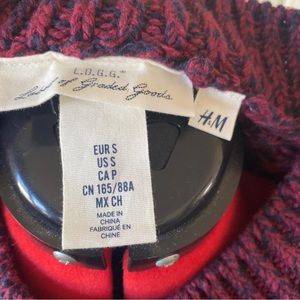 L.O.G.G.
Label of Graded Goods
H&M
EUR S
US S
CA P
CN 165/88A
MX CH
MADE IN
CHINA
FABRIQUÉ EN
CHINE